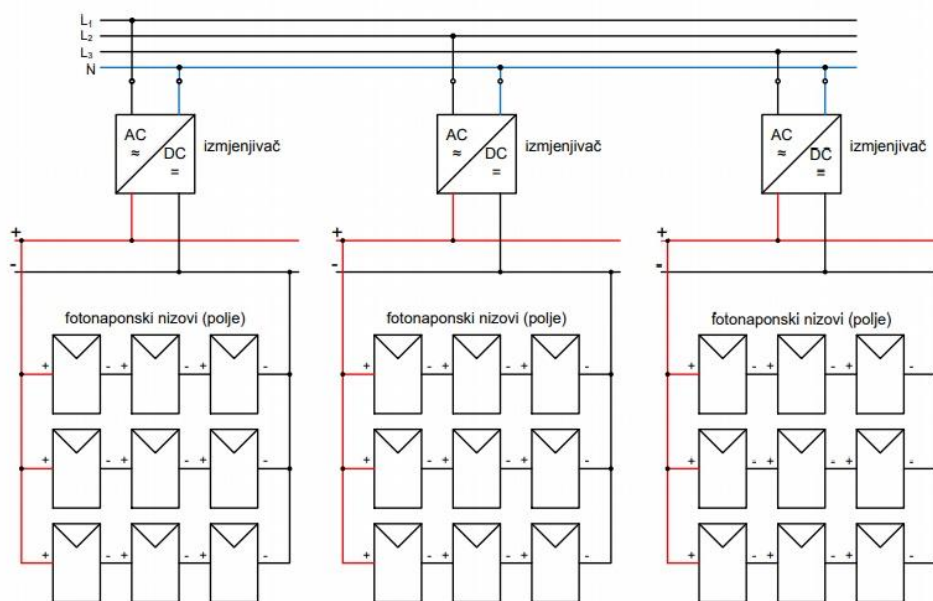 L₁
L₂
L₃
N
AC
≈
DC
=
izmjenjivač
AC
≈
DC
=
izmjenjivač
AC
≈
DC
=
izmjenjivač
+
-
+
-
+
-
fotonaponski nizovi (polje)
fotonaponski nizovi (polje)
fotonaponski nizovi (polje)
+ - + - + -
+ - + - + -
+ - + - + -
+ - + - + -
+ - + - + -
+ - + - + -
+ - + - + -
+ - + - + -
+ - + - + -